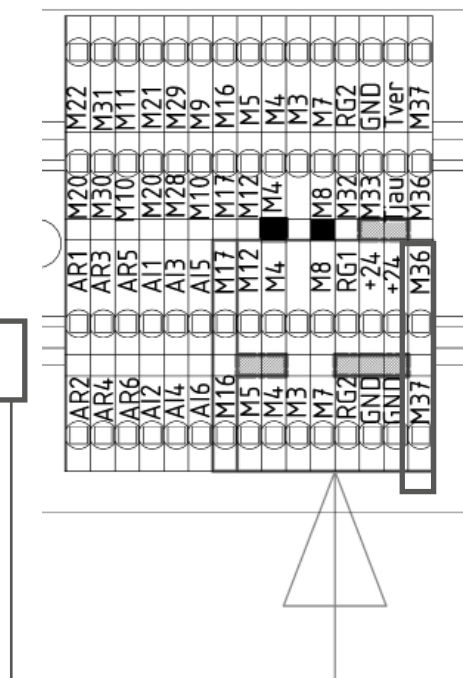 M22 M31 M11 M21 M29 M9 M16 M5 M4 M3 M7 RG2 GND Tver M37
M20 M30 M10 M20 M28 M10 M17 M12 M4 M8 M32 M33 Tau M36
AR1 AR3 AR5 AI1 AI3 AI5 M17 M12 M4 M8 RG1 +24 +24 M36
AR2 AR4 AR6 AI2 AI4 AI6 M16 M5 M4 M3 M7 RG2 GND GND M37